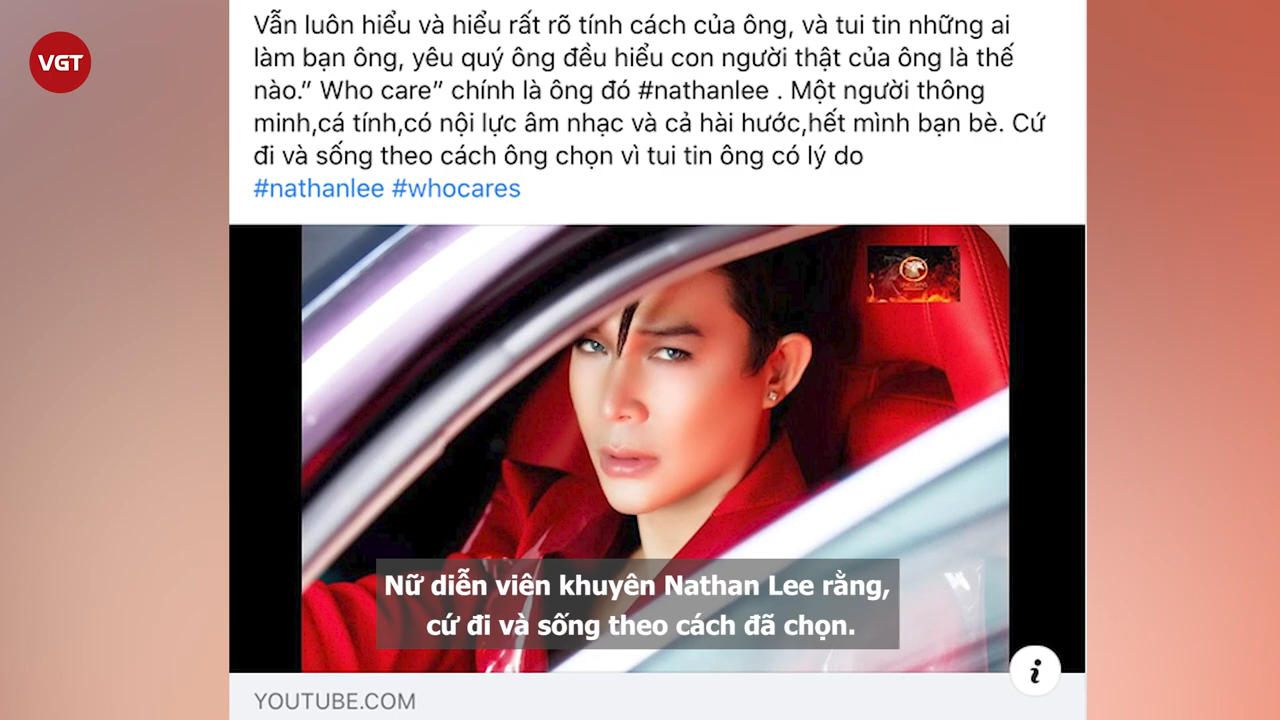 VGT
Vẫn luôn hiểu và hiểu rất rõ tính cách của ông, và tui tin những ai
làm bạn ông, yêu quý ông đều hiểu con người thật của ông là thế
nào.” Who care” chính là ông đó #nathanlee . Một người thông
minh,cá tính,có nội lực âm nhạc và cả hài hước,hết mình bạn bè. Cứ
đi và sống theo cách ông chọn vì tui tin ông có lý do
#nathanlee #whocares
Nữ diễn viên khuyên Nathan Lee rằng,
cứ đi và sống theo cách đã chọn.
i
YOUTUBE.COM